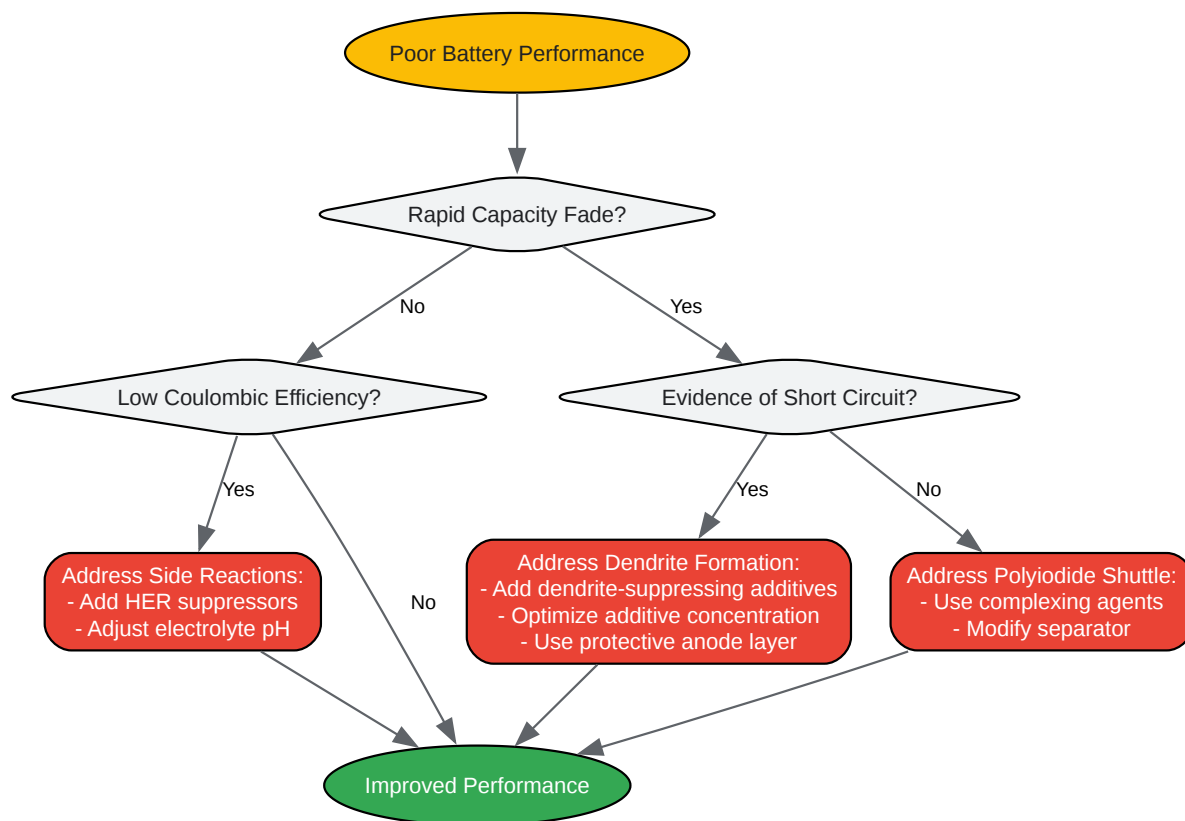 Poor Battery Performance
Rapid Capacity Fade?
No
Yes
Low Coulombic Efficiency?
Evidence of Short Circuit?
Yes
No
Yes
No
Address Side Reactions:
- Add HER suppressors
- Adjust electrolyte pH
Address Dendrite Formation:
- Add dendrite-suppressing additives
- Optimize additive concentration
- Use protective anode layer
Address Polyiodide Shuttle:
- Use complexing agents
- Modify separator
Improved Performance